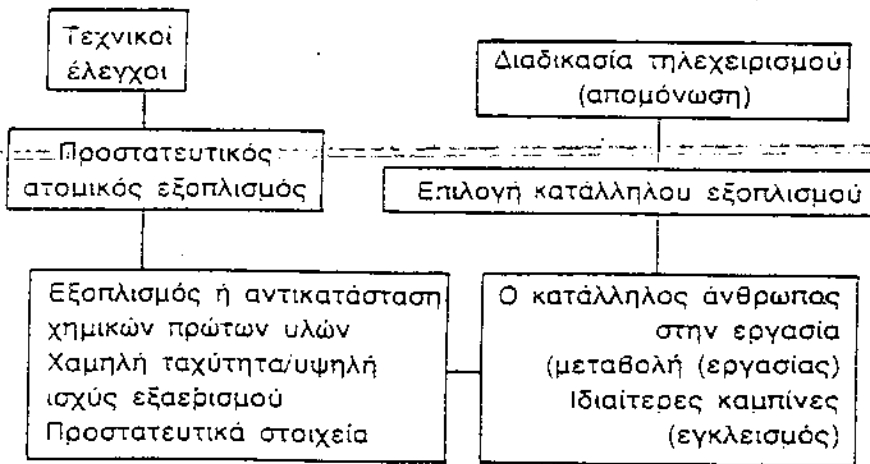 Τεχνικοί
έλεγχοι
Διαδικασία τηλεχειρισμού
(απομόνωση)
Προστατευτικός
ατομικός εξοπλισμός
Επιλογή κατάλληλου εξοπλισμού
Εξοπλισμός ή αντικατάσταση
χημικών πρώτων υλών
Χαμηλή ταχύτητα/υψηλή
ισχύς εξαερισμού
Προστατευτικά στοιχεία
Ο κατάλληλος άνθρωπος
στην εργασία
(μεταβολή (εργασίας)
Ιδιαίτερες καμπίνες
(εγκλεισμός)